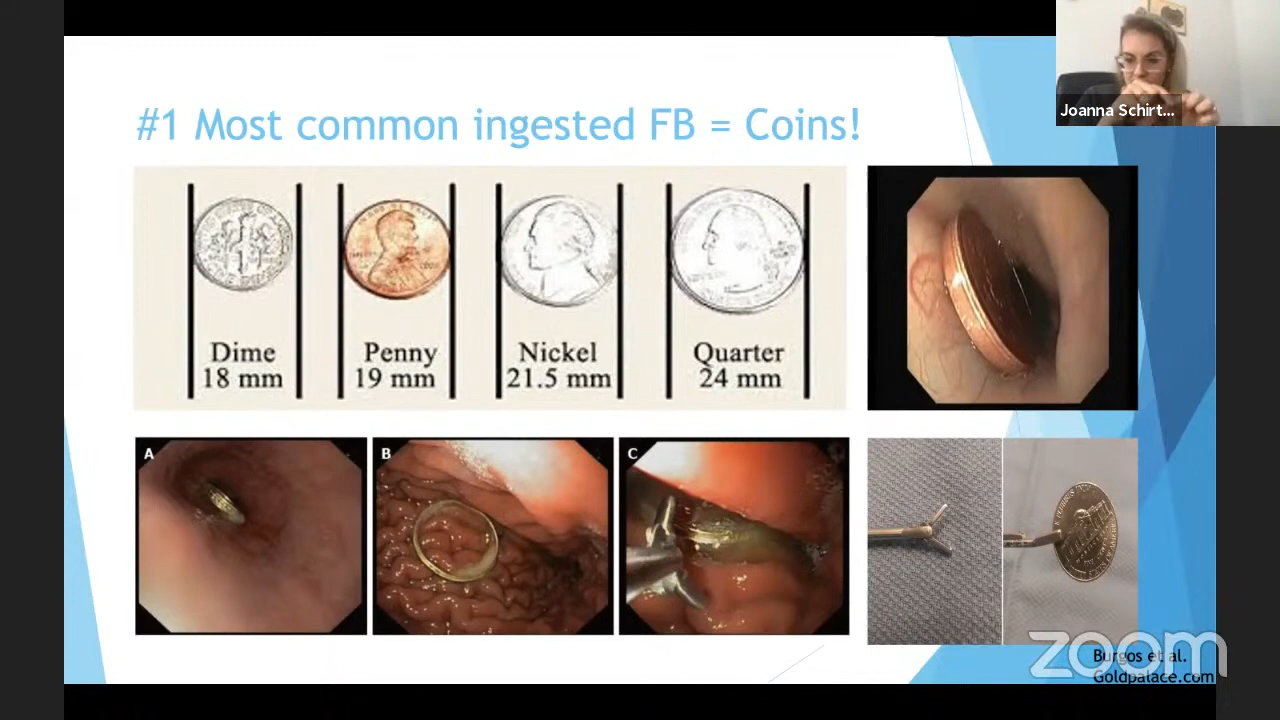 Joanna Schirt...
#1 Most common ingested FB = Coins!
Dime
18 mm
Penny
19 mm
Nickel
21.5 mm
Quarter
24 mm
A
B
C
zoom
Burgos et al.
Goldpalace.com